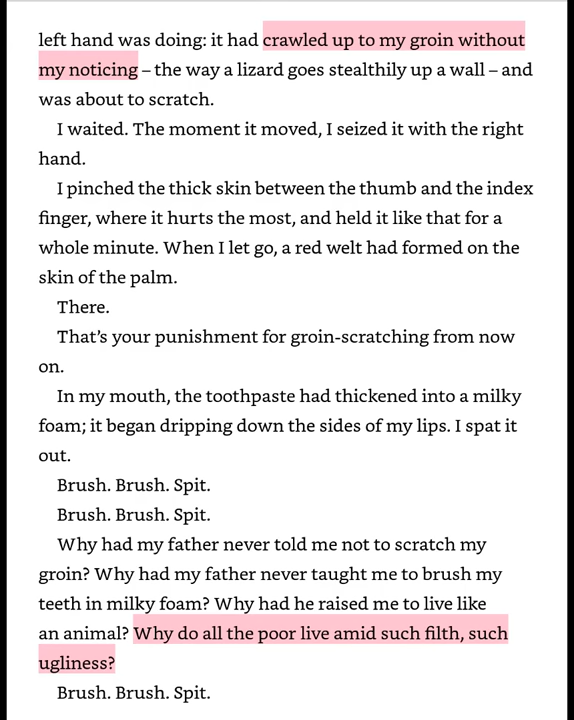 left hand was doing: it had crawled up to my groin without
my noticing – the way a lizard goes stealthily up a wall – and
was about to scratch.
I waited. The moment it moved, I seized it with the right
hand.
I pinched the thick skin between the thumb and the index
finger, where it hurts the most, and held it like that for a
whole minute. When I let go, a red welt had formed on the
skin of the palm.
There.
That’s your punishment for groin-scratching from now
on.
In my mouth, the toothpaste had thickened into a milky
foam; it began dripping down the sides of my lips. I spat it
out.
Brush. Brush. Spit.
Brush. Brush. Spit.
Why had my father never told me not to scratch my
groin? Why had my father never taught me to brush my
teeth in milky foam? Why had he raised me to live like
an animal? Why do all the poor live amid such filth, such
ugliness?
Brush. Brush. Spit.